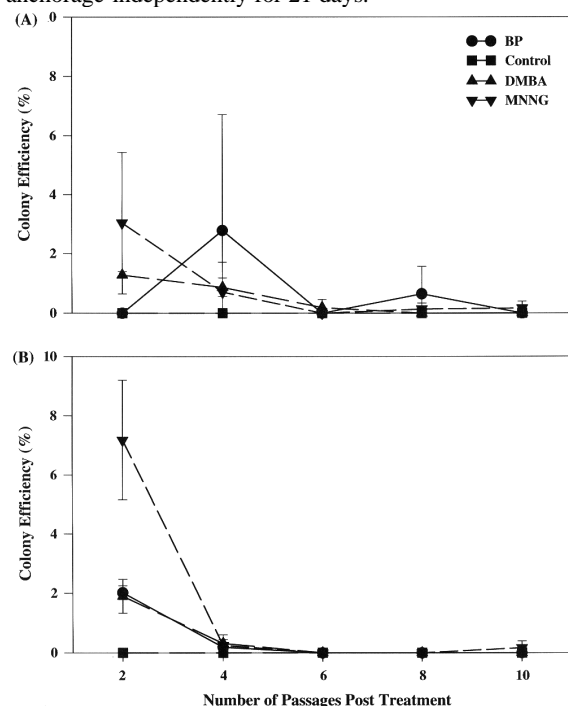 anchorage-independently for 21 days.
(A)
0
8
6
4
2
0
Colony Efficiency (%)
BP
Control
DMBA
MNNG
(B)
10
8
6
4
2
0
Colony Efficiency (%)
2 4 6 8 10
Number of Passages Post Treatment